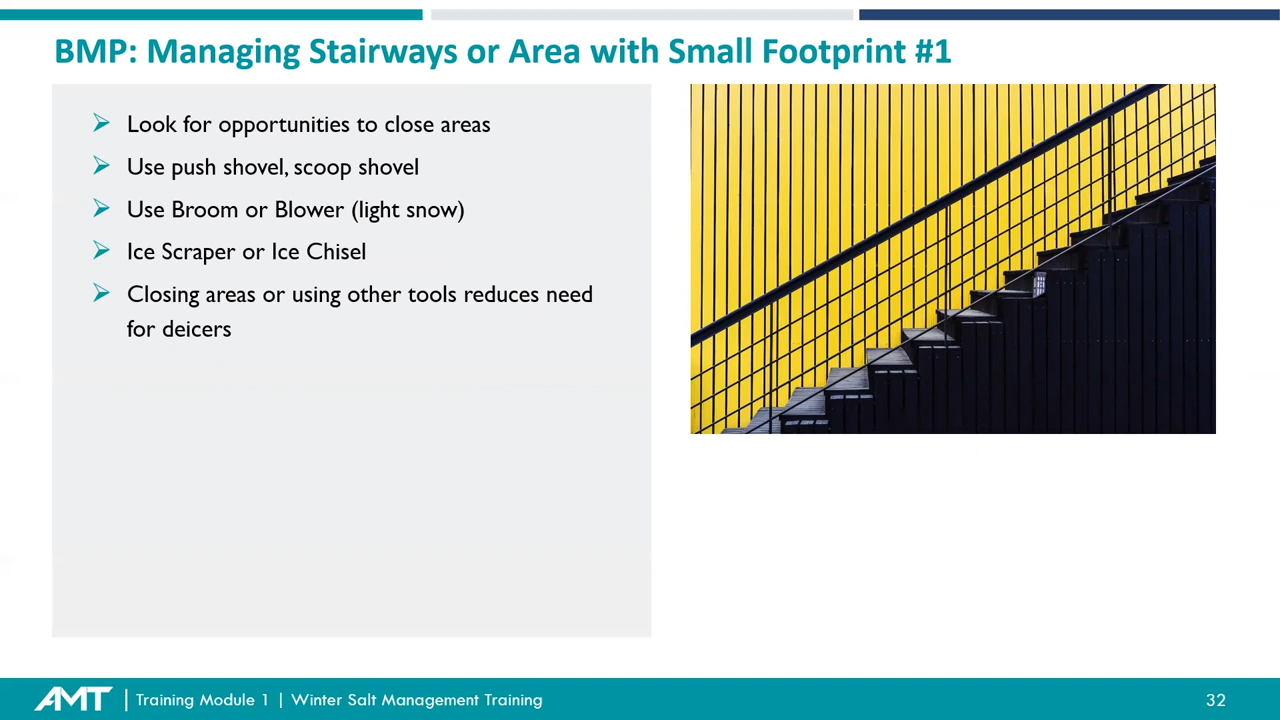 BMP: Managing Stairways or Area with Small Footprint #1
Look for opportunities to close areas
Use push shovel, scoop shovel
Use Broom or Blower (light snow)
Ice Scraper or Ice Chisel
Closing areas or using other tools reduces need
for deicers
AMT | Training Module 1 | Winter Salt Management Training 32